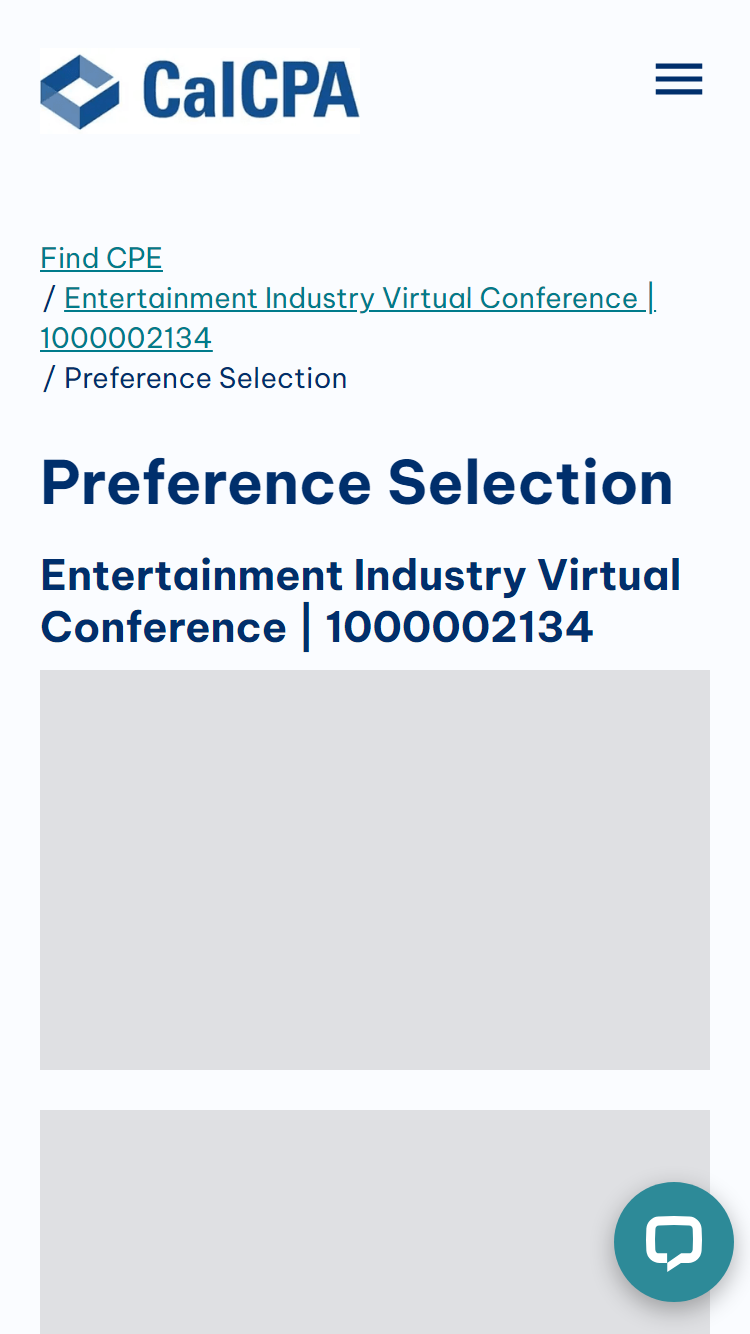 CalCPA
Find CPE
/ Entertainment Industry Virtual Conference |
1000002134
/ Preference Selection
Preference Selection
Entertainment Industry Virtual
Conference | 1000002134